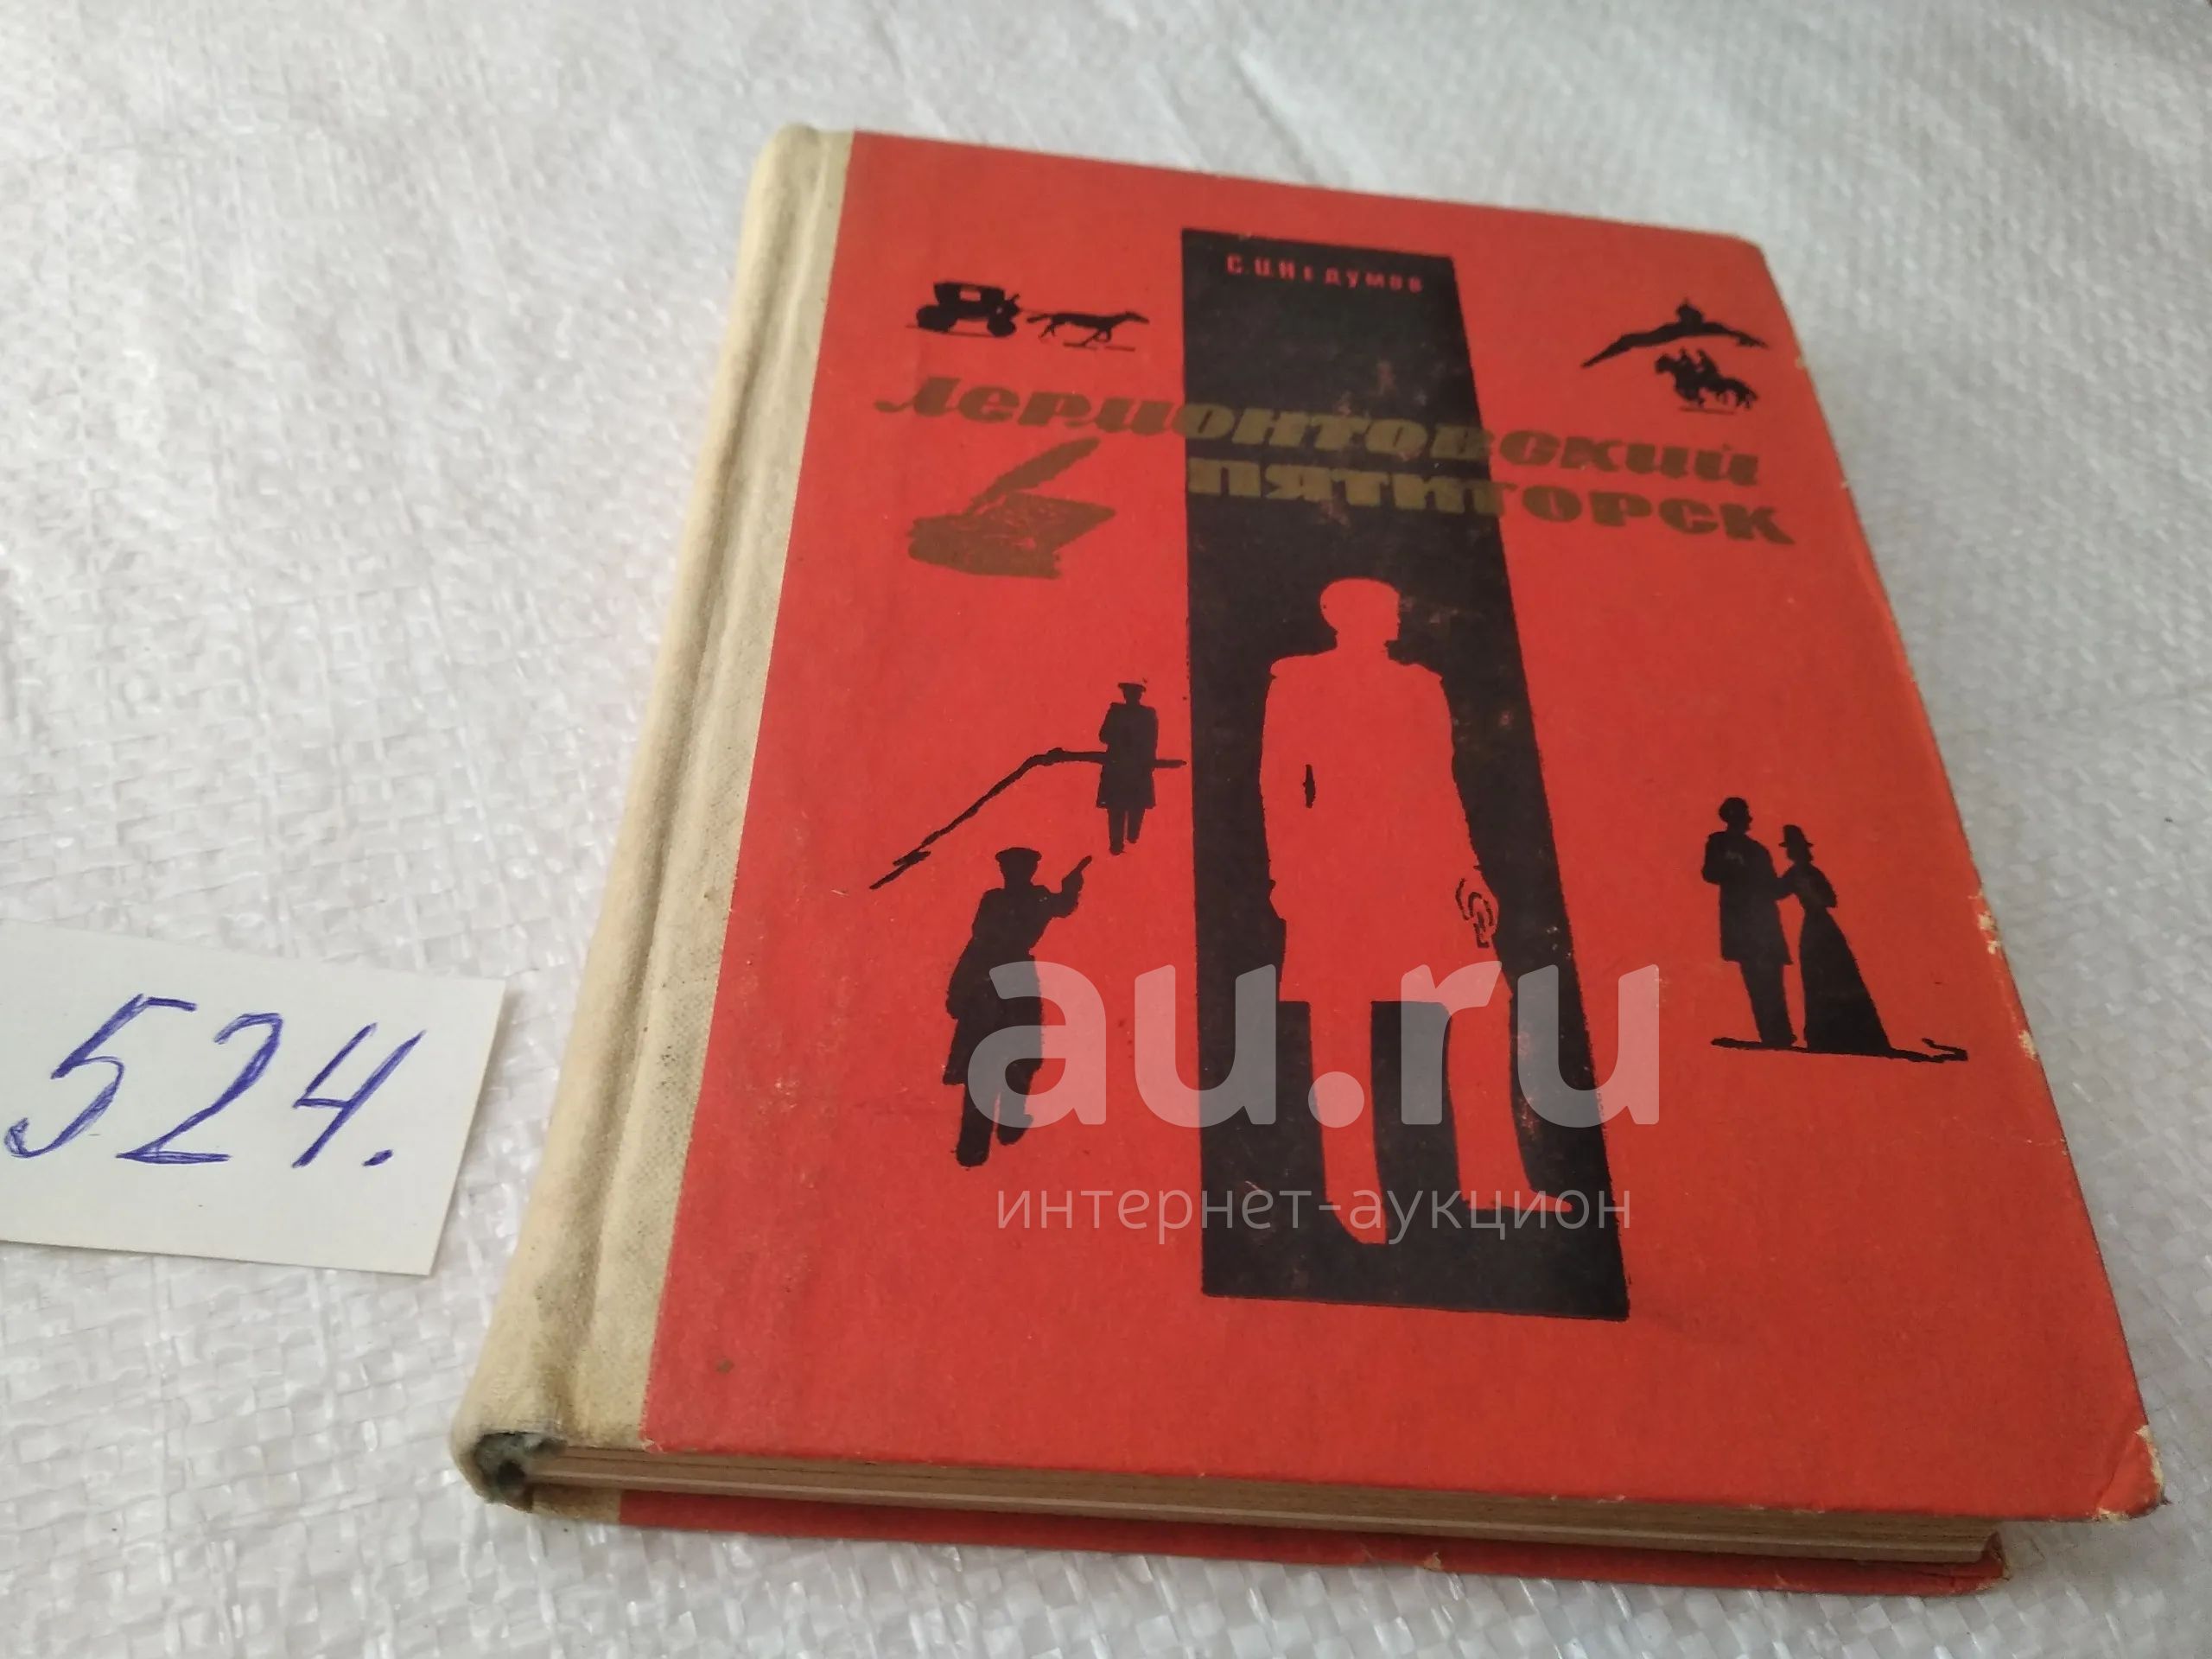 С.И.Недумов
Лермонтовский
Пятигорск
524.
au.ru
интернет-аукцион